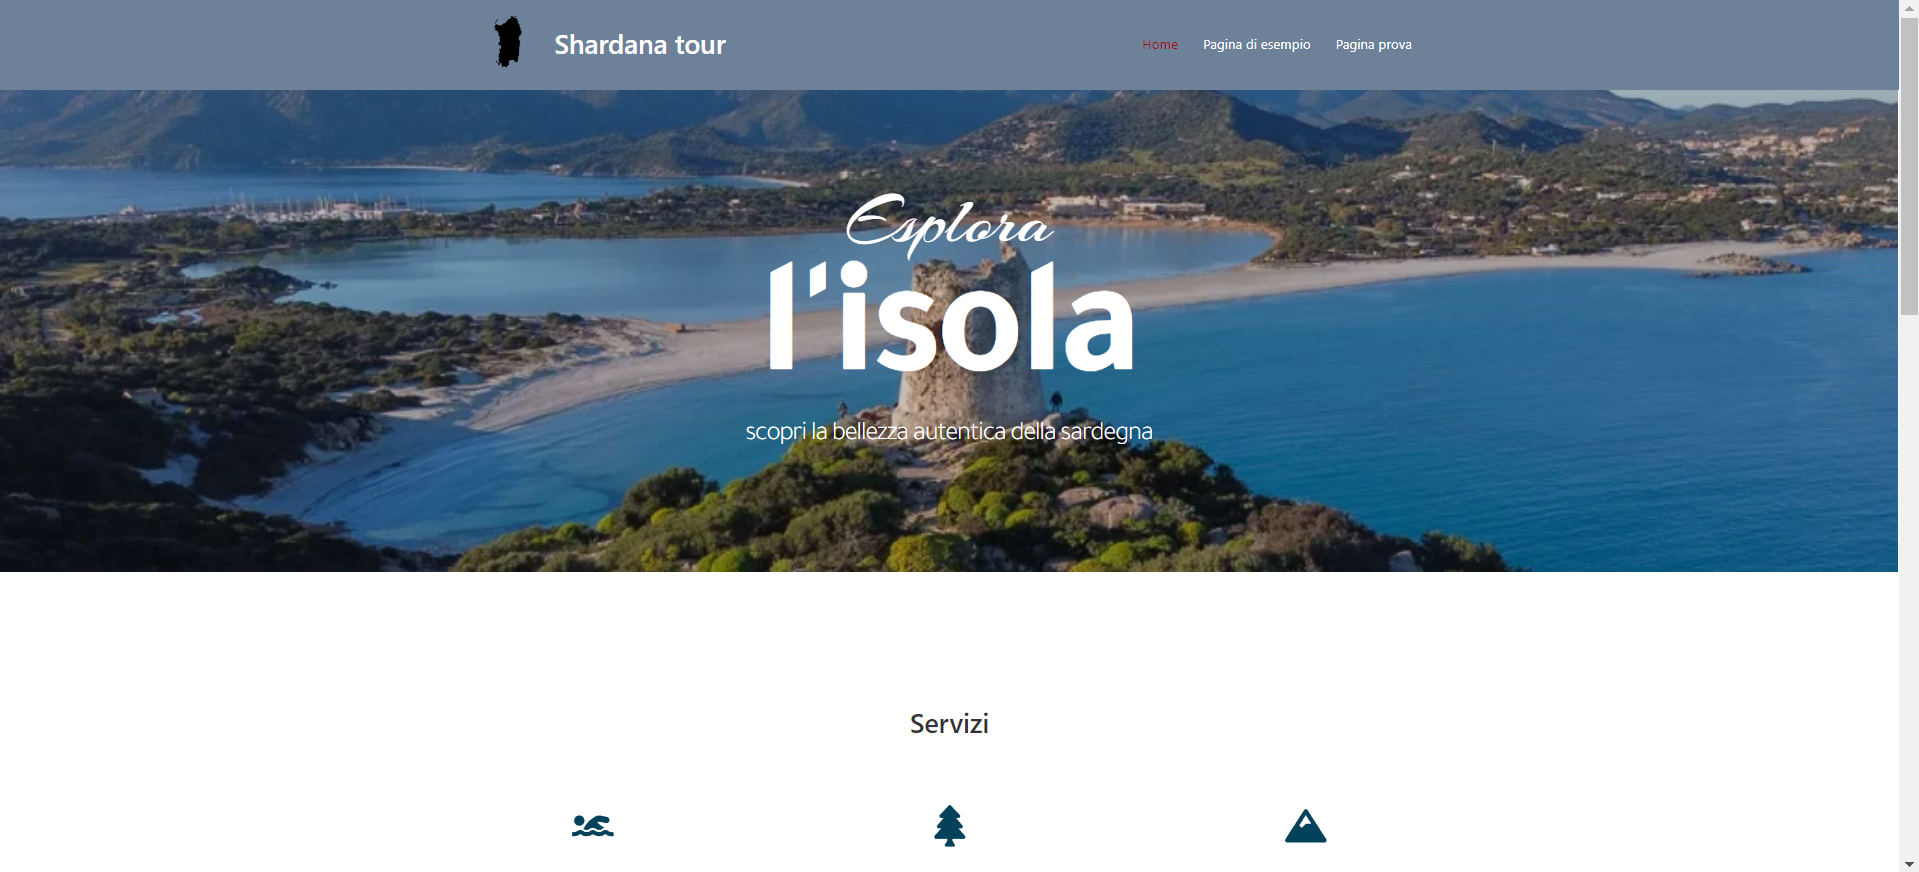 Shardana tour
Home Pagina di esempio Pagina prova
Esplora
l'isola
scopri la bellezza autentica della sardegna
Servizi